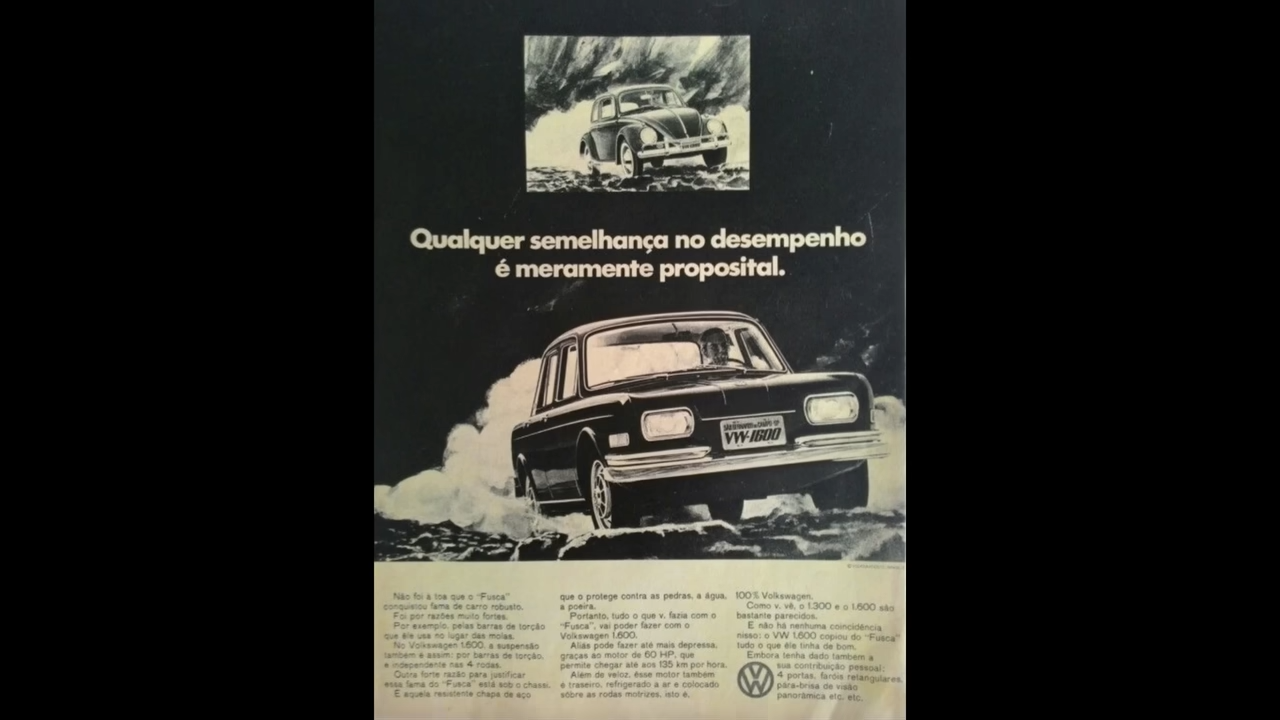 Qualquer semelhança no desempenho
é meramente proposital.
VW-1600
Não foi à toa que o "Fusca"
conquistou fama de carro robusto.
Foi por razões muito fortes.
Por exemplo, pelas barras de torção
que êle usa no lugar das molas.
No Volkswagen 1.600, a suspensão
também é assim: por barras de torção,
e independente nas 4 rodas.
Outra forte razão para justificar
essa fama do "Fusca" está sob o chassi.
É aquela resistente chapa de aço
que o protege contra as pedras, a água,
a poeira.
Portanto, tudo o que v. fazia com o
"Fusca", vai poder fazer com o
Volkswagen 1.600.
Aliás pode fazer até mais depressa,
graças ao motor de 60 HP, que
permite chegar até aos 135 km por hora.
Além de veloz, êsse motor também
é traseiro, refrigerado a ar e colocado
sôbre as rodas motrizes, isto é,
100% Volkswagen.
Como v. vê, o 1.300 e o 1.600 são
bastante parecidos.
E não há nenhuma coincidência
nisso: o VW 1.600 copiou do "Fusca"
tudo o que êle tinha de bom.
Embora tenha dado também a
sua contribuição pessoal:
4 portas, faróis retangulares,
pára-brisa de visão
panorâmica etc. etc.
VW